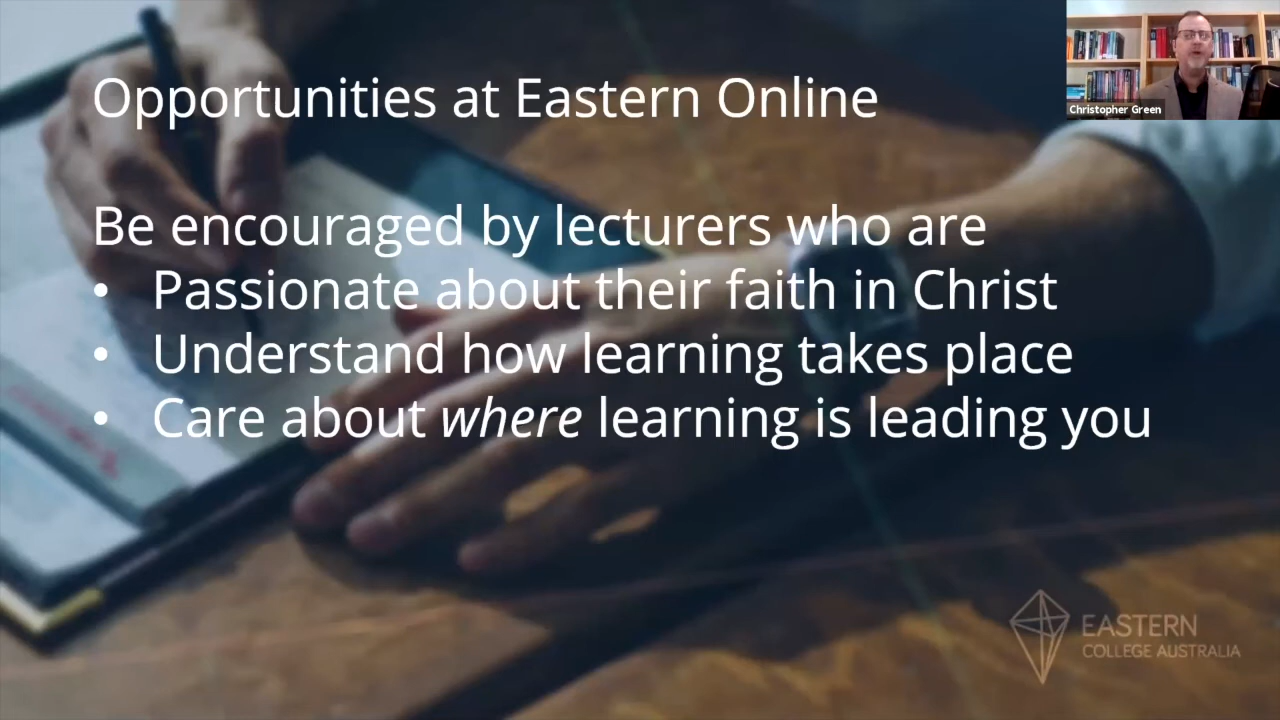 Opportunities at Eastern Online
Christopher Green
Be encouraged by lecturers who are
• Passionate about their faith in Christ
• Understand how learning takes place
• Care about where learning is leading you
EASTERN
COLLEGE AUSTRALIA